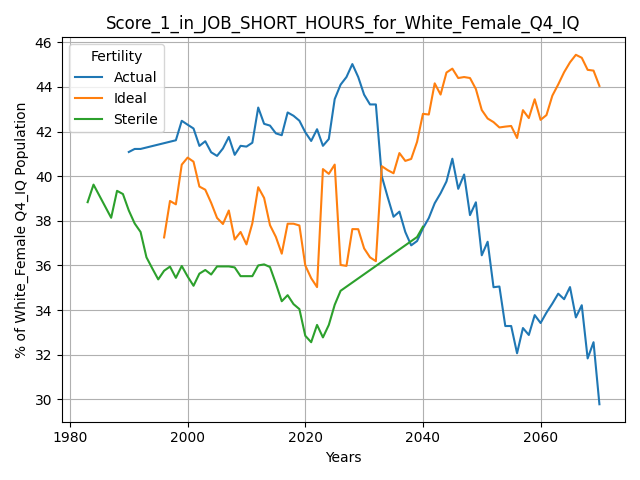 Score_1_in_JOB_SHORT_HOURS_for_White_Female_Q4_IQ
% of White_Female Q4_IQ Population
46
44
42
40
38
36
34
32
30
Fertility
Actual
Ideal
Sterile
1980
2000
2020
2040
2060
Years